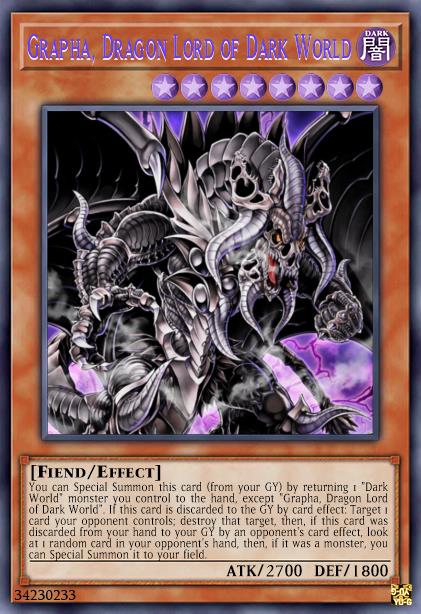 Grapha, Dragon Lord of Dark World
DARK
闇
[Fiend/Effect]
You can Special Summon this card (from your GY) by returning 1 "Dark
World" monster you control to the hand, except "Grapha, Dragon Lord
of Dark World". If this card is discarded to the GY by card effect: Target 1
card your opponent controls; destroy that target, then, if this card was
discarded from your hand to your GY by an opponent's card effect, look
at 1 random card in your opponent's hand, then, if it was a monster, you
can Special Summon it to your field.
ATK/2700 DEF/1800
34230233